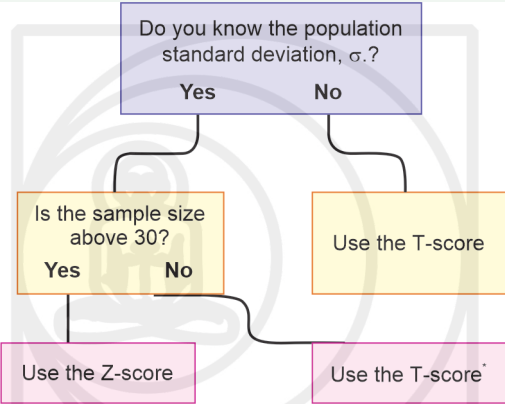 Do you know the population
standard deviation, σ.?
Yes No
Is the sample size
above 30?
Yes No
Use the T-score
Use the Z-score
Use the T-score*